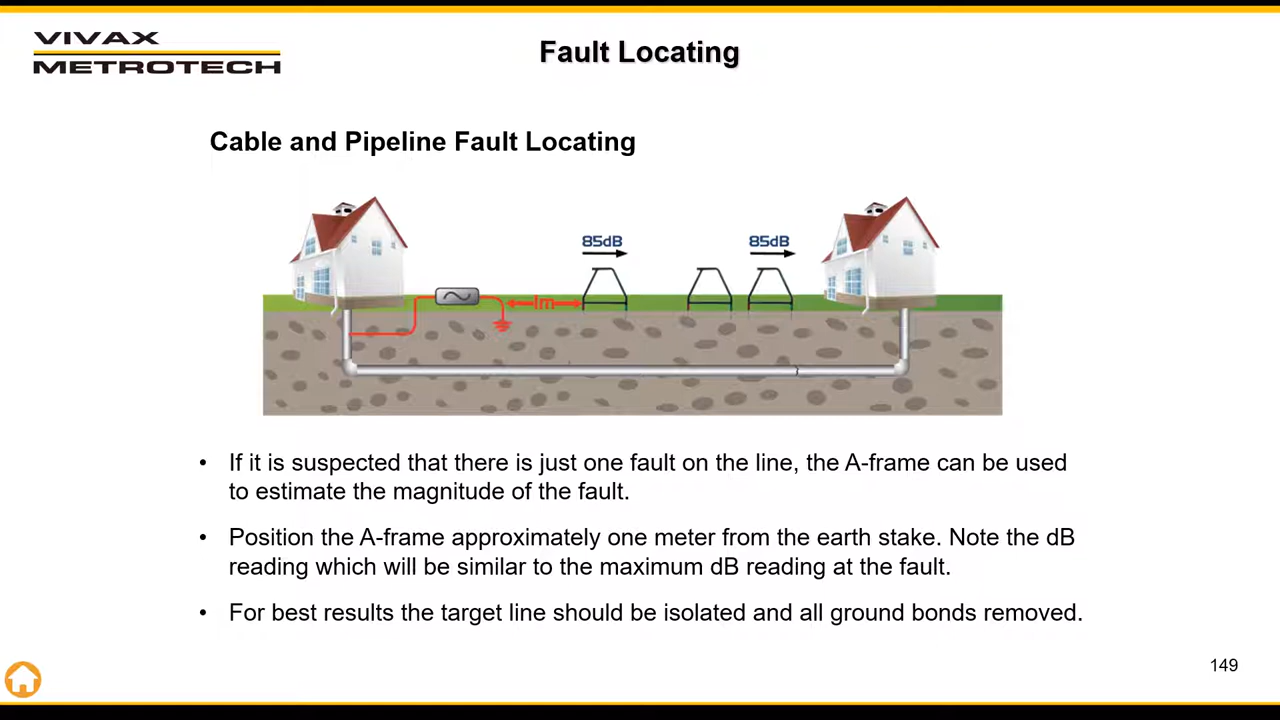 VIVAX
METROTECH
Fault Locating
Cable and Pipeline Fault Locating
85dB
85dB
1m
• If it is suspected that there is just one fault on the line, the A-frame can be used
to estimate the magnitude of the fault.
• Position the A-frame approximately one meter from the earth stake. Note the dB
reading which will be similar to the maximum dB reading at the fault.
• For best results the target line should be isolated and all ground bonds removed.
149